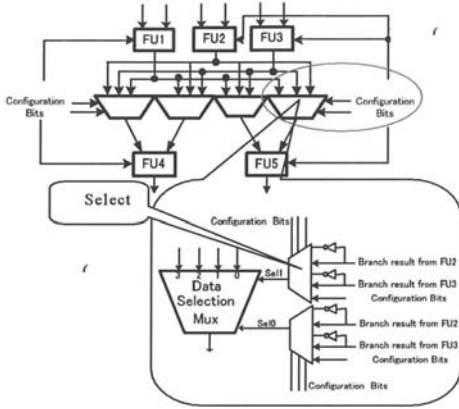 FU1
FU2
FU3
Configuration
Bits
Configuration
Bits
FU4
FU5
Select
Configuration Bits
3 2 1 0
Data
Selection
Mux
Sel1
Sel0
Branch result from FU2
Branch result from FU3
Configuration Bits
Branch result from FU2
Branch result from FU3
Configuration Bits
Configuration Bits